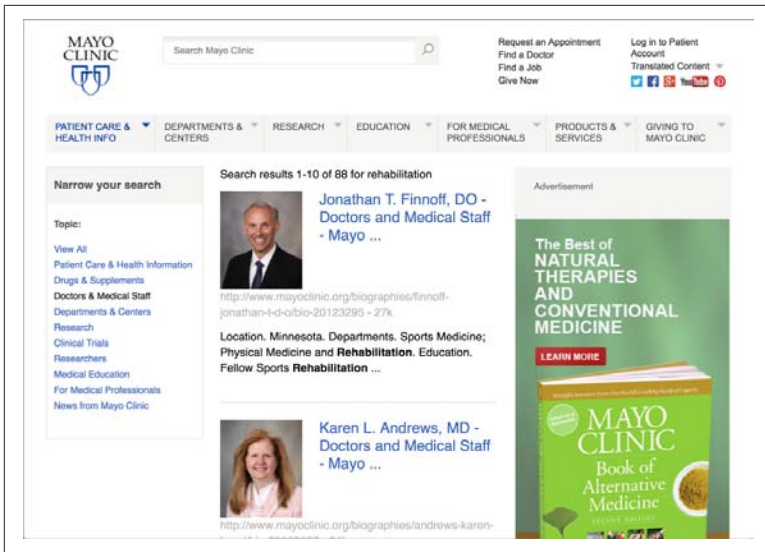 MAYO
CLINIC
Search Mayo Clinic
Request an Appointment
Find a Doctor
Find a Job
Give Now
Log in to Patient
Account
Translated Content
YouTube
PATIENT CARE &
HEALTH INFO
DEPARTMENTS &
CENTERS
RESEARCH
EDUCATION
FOR MEDICAL
PROFESSIONALS
PRODUCTS &
SERVICES
GIVING TO
MAYO CLINIC
Narrow your search
Topic:
View All
Patient Care & Health Information
Drugs & Supplements
Doctors & Medical Staff
Departments & Centers
Research
Clinical Trials
Researchers
Medical Education
For Medical Professionals
News from Mayo Clinic
Search results 1-10 of 88 for rehabilitation
Jonathan T. Finnoff, DO -
Doctors and Medical Staff
- Mayo ...
http://www.mayoclinic.org/biographies/finnoff-
jonathan-t-d-o/bio-20123295 - 27k
Location. Minnesota. Departments. Sports Medicine;
Physical Medicine and Rehabilitation. Education.
Fellow Sports Rehabilitation ...
Karen L. Andrews, MD -
Doctors and Medical Staff
- Mayo ...
http://www.mayoclinic.org/biographies/andrews-karen-
Advertisement
The Best of
NATURAL
THERAPIES
AND
CONVENTIONAL
MEDICINE
LEARN MORE
MAYO
CLINIC
Book of
Alternative
Medicine
SECOND EDITION